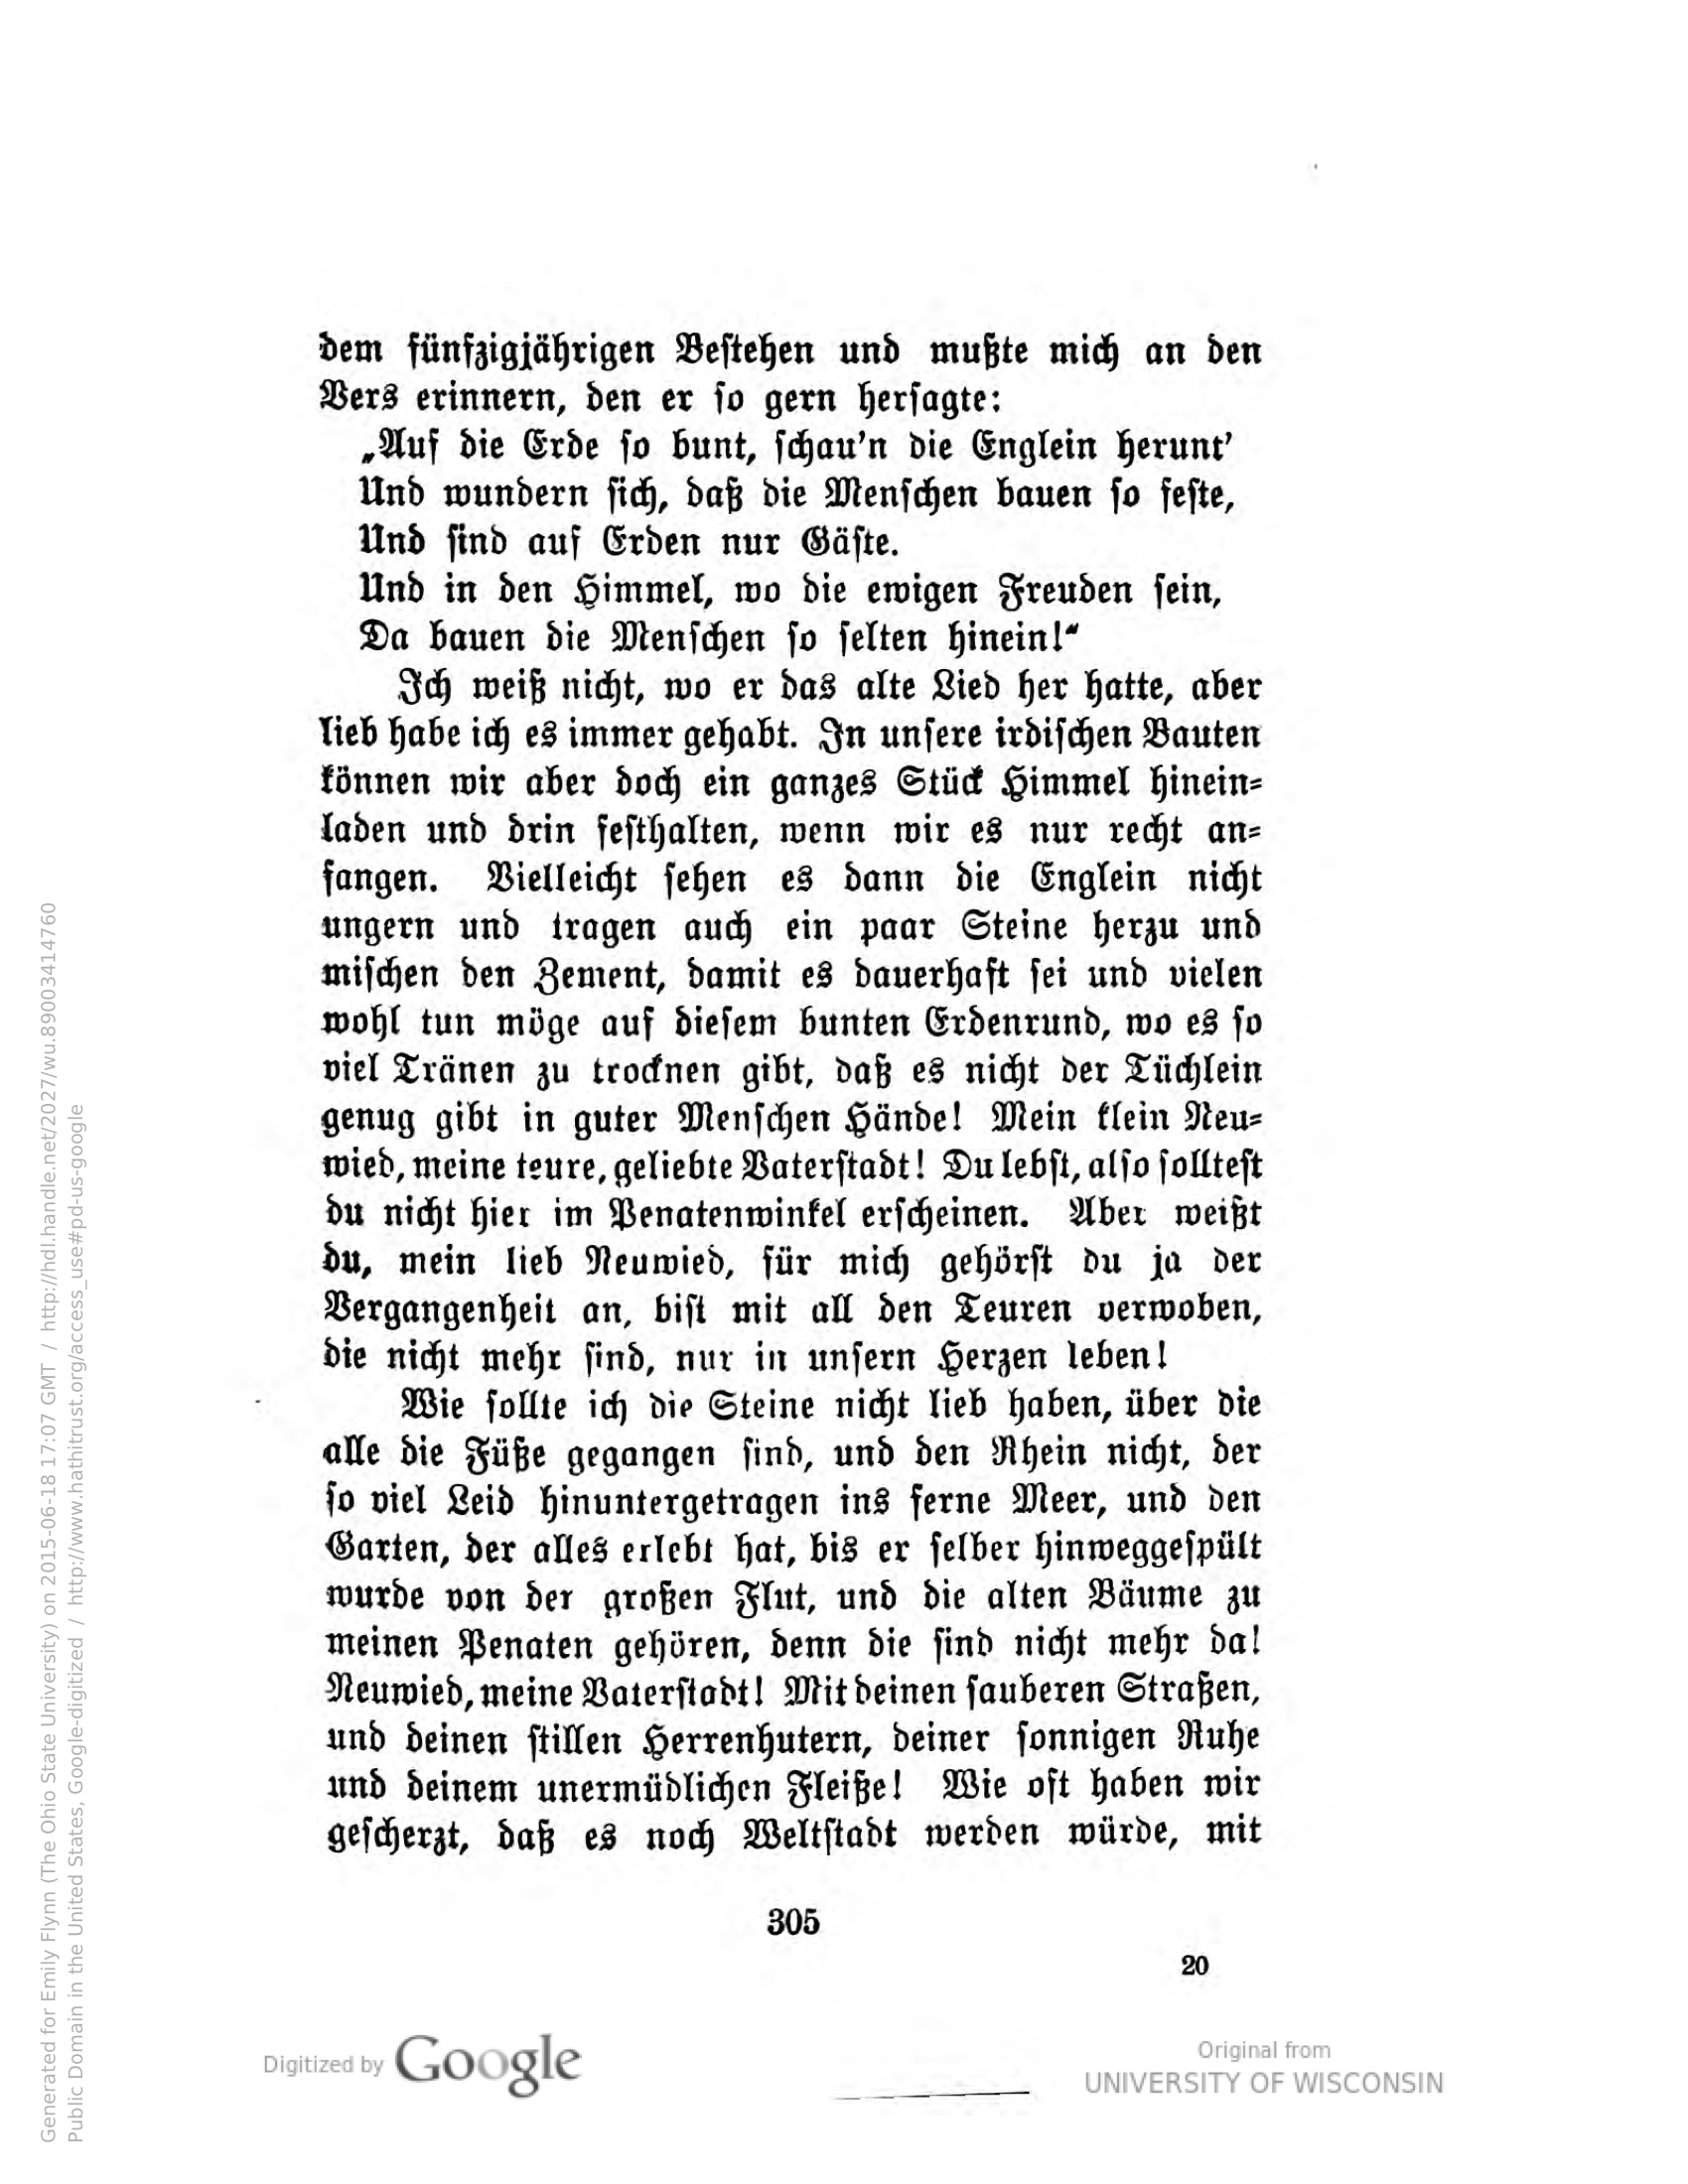 dem fünfzigjährigen Bestehen und mußte mich an den
Vers erinnern, den er so gern hersagte:
„Auf die Erde so bunt, schau'n die Englein herunt'
Und wundern sich, daß die Menschen bauen so feste,
Und sind auf Erden nur Gäste.
Und in den Himmel, wo die ewigen Freuden sein,
Da bauen die Menschen so selten hinein!“
Ich weiß nicht, wo er das alte Lied her hatte, aber
lieb habe ich es immer gehabt. In unsere irdischen Bauten
können wir aber doch ein ganzes Stück Himmel hinein-
laden und drin festhalten, wenn wir es nur recht an-
fangen. Vielleicht sehen es dann die Englein nicht
ungern und tragen auch ein paar Steine herzu und
mischen den Zement, damit es dauerhaft sei und vielen
wohl tun möge auf diesem bunten Erdenrund, wo es so
viel Tränen zu trocknen gibt, daß es nicht der Tüchlein
genug gibt in guter Menschen Hände! Mein klein Neu-
wied, meine teure, geliebte Vaterstadt! Du lebst, also solltest
du nicht hier im Penatenwinkel erscheinen. Aber weißt
du, mein lieb Neuwied, für mich gehörst du ja der
Vergangenheit an, bist mit all den Teuren verwoben,
die nicht mehr sind, nur in unsern Herzen leben!
Wie sollte ich die Steine nicht lieb haben, über die
alle die Füße gegangen sind, und den Rhein nicht, der
so viel Leid hinuntergetragen ins ferne Meer, und den
Garten, der alles erlebt hat, bis er selber hinweggespült
wurde von der großen Flut, und die alten Bäume zu
meinen Penaten gehören, denn die sind nicht mehr da!
Neuwied, meine Vaterstadt! Mit deinen sauberen Straßen,
und deinen stillen Herrenhutern, deiner sonnigen Ruhe
und deinem unermüdlichen Fleiße! Wie oft haben wir
gescherzt, daß es noch Weltstadt werden würde, mit
305
20
Digitized by Google
Original from
UNIVERSITY OF WISCONSIN
Generated for Emily Flynn (The Ohio State University) on 2015-06-18 17:07 GMT / http://hdl.handle.net/2027/wu.89003414760
Public Domain in the United States, Google-digitized / http://www.hathitrust.org/access_use#pd-us-google